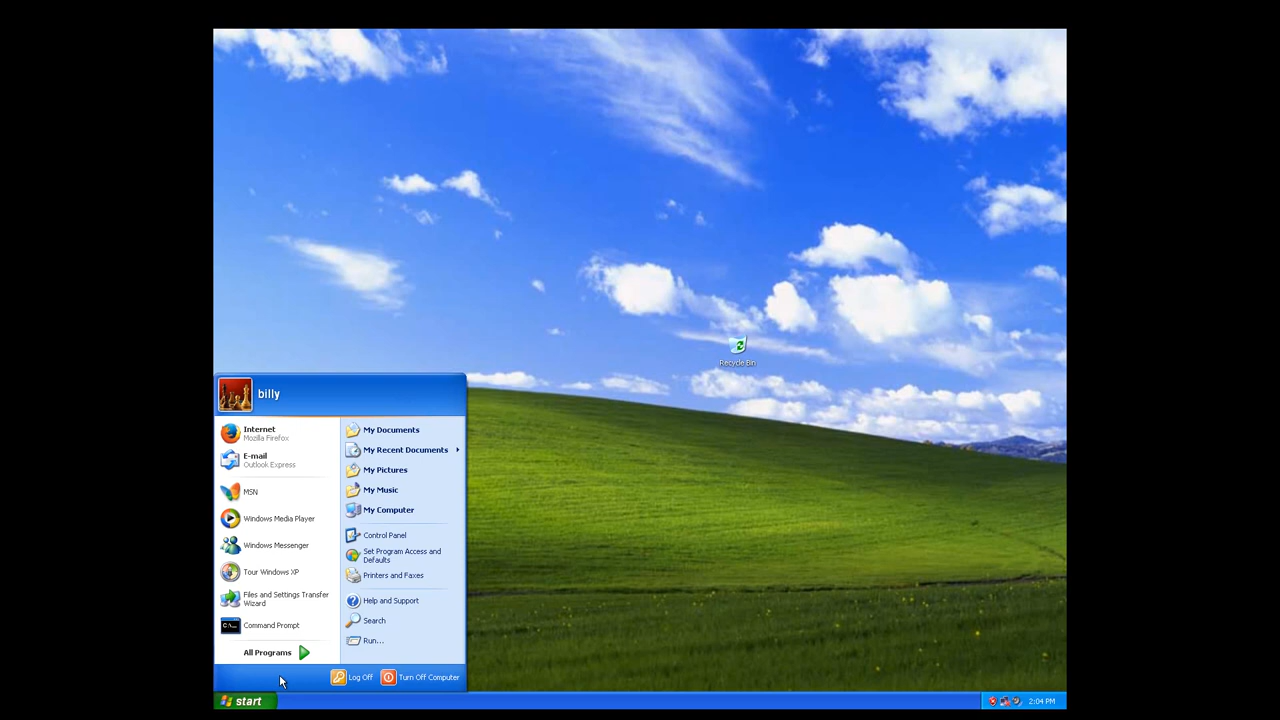 Recycle Bin
billy
Internet
Mozilla Firefox
E-mail
Outlook Express
MSN
Windows Media Player
Windows Messenger
Tour Windows XP
Files and Settings Transfer
Wizard
Command Prompt
All Programs
My Documents
My Recent Documents
My Pictures
My Music
My Computer
Control Panel
Set Program Access and
Defaults
Printers and Faxes
Help and Support
Search
Run...
Log Off
Turn Off Computer
start
2:04 PM